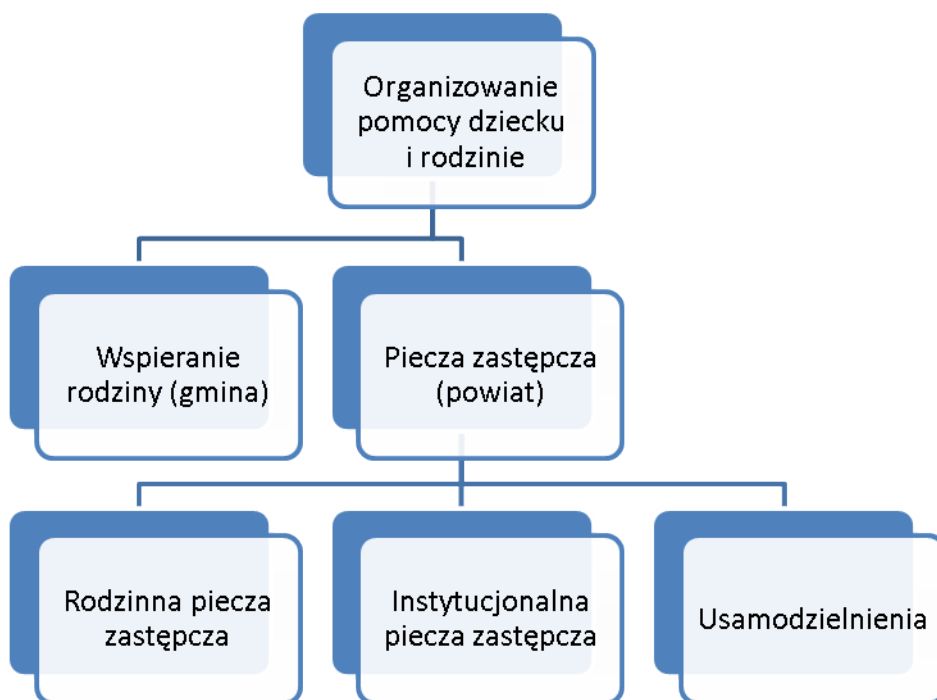 Organizowanie
pomocy dziecku
i rodzinie
Wspieranie
rodziny (gmina)
Piecza zastępcza
(powiat)
Rodzinna piecza
zastępcza
Instytucjonalna
piecza zastępcza
Usamodzielnienia